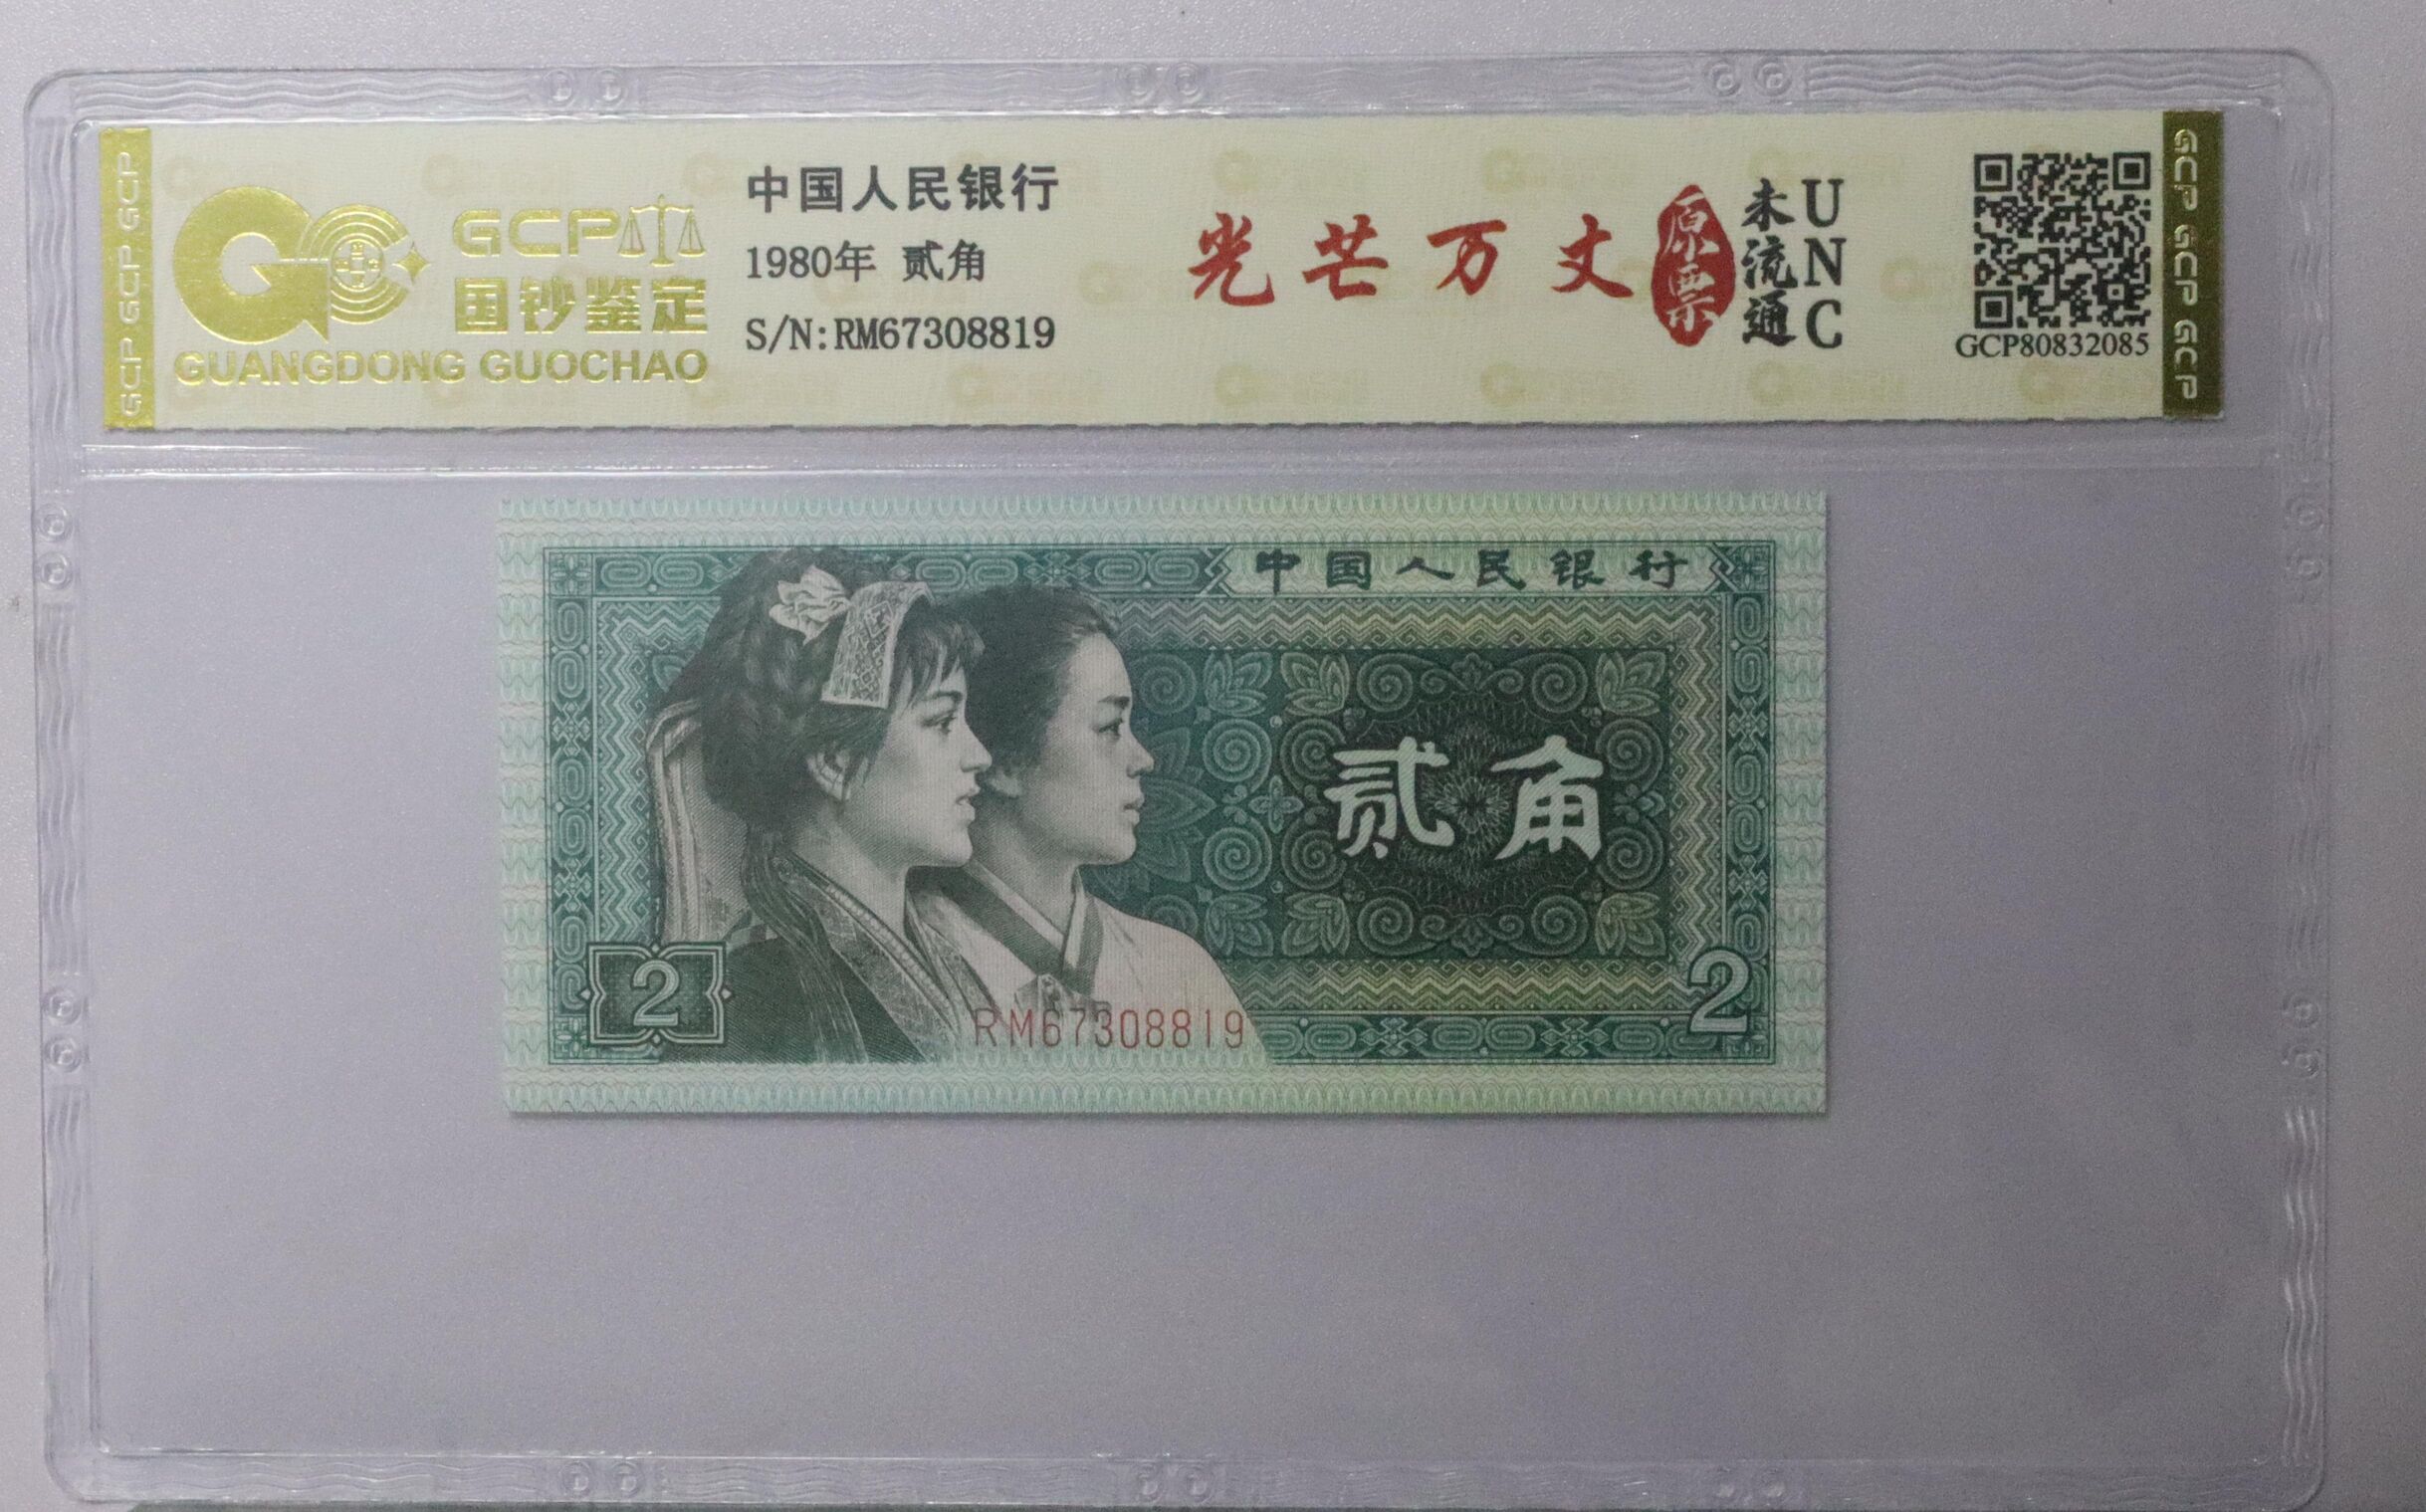 GCP GCP GCP
GCP
国钞鉴定
GUANGDONG GUOCHAO
中国人民银行
1980年 贰角
S/N:RM67308819
光芒万丈
原票
未流通
UNC
GCP80832085
GCP GCP GCP
中国人民银行
贰角
2
RM67308819
2